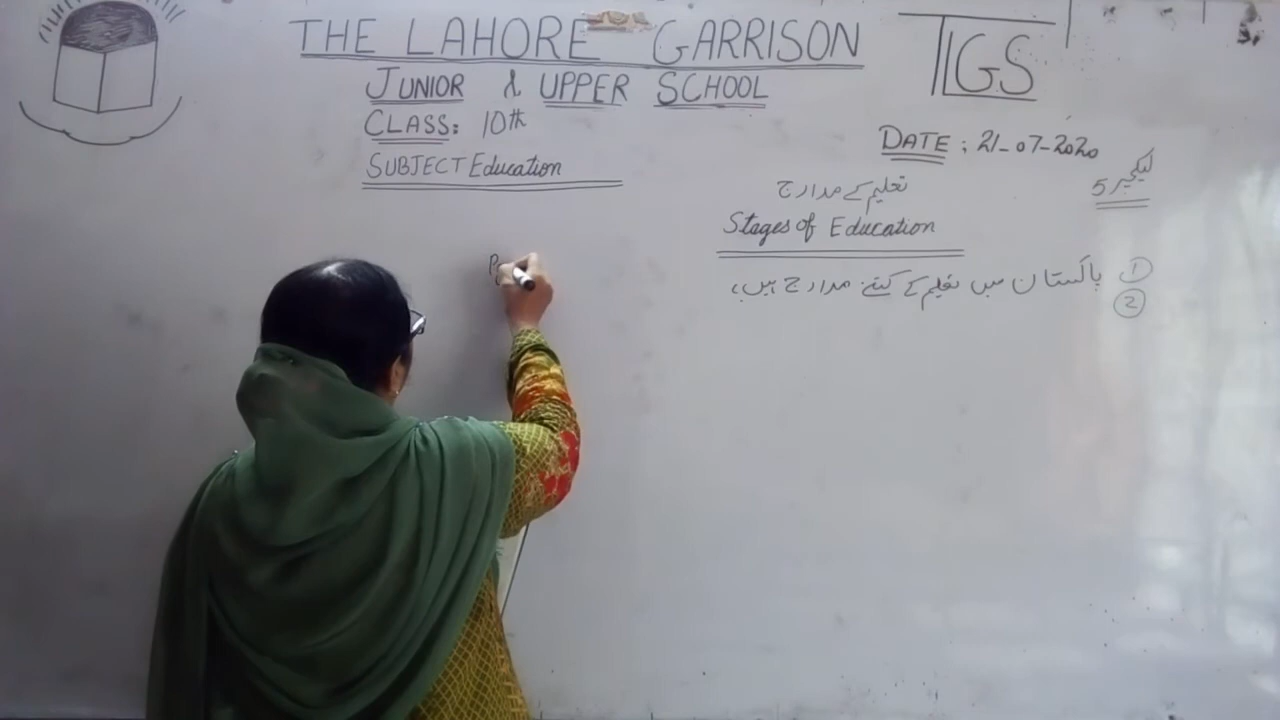 THE LAHORE GARRISON
TLGS
JUNIOR & UPPER SCHOOL
CLASS: 10th
DATE: 21-07-2020
SUBJECT Education
لیکچر 5
تعلیم کے مدارج
Stages of Education
① پاکستان میں تعلیم کے کتنے مدارج ہیں،
②